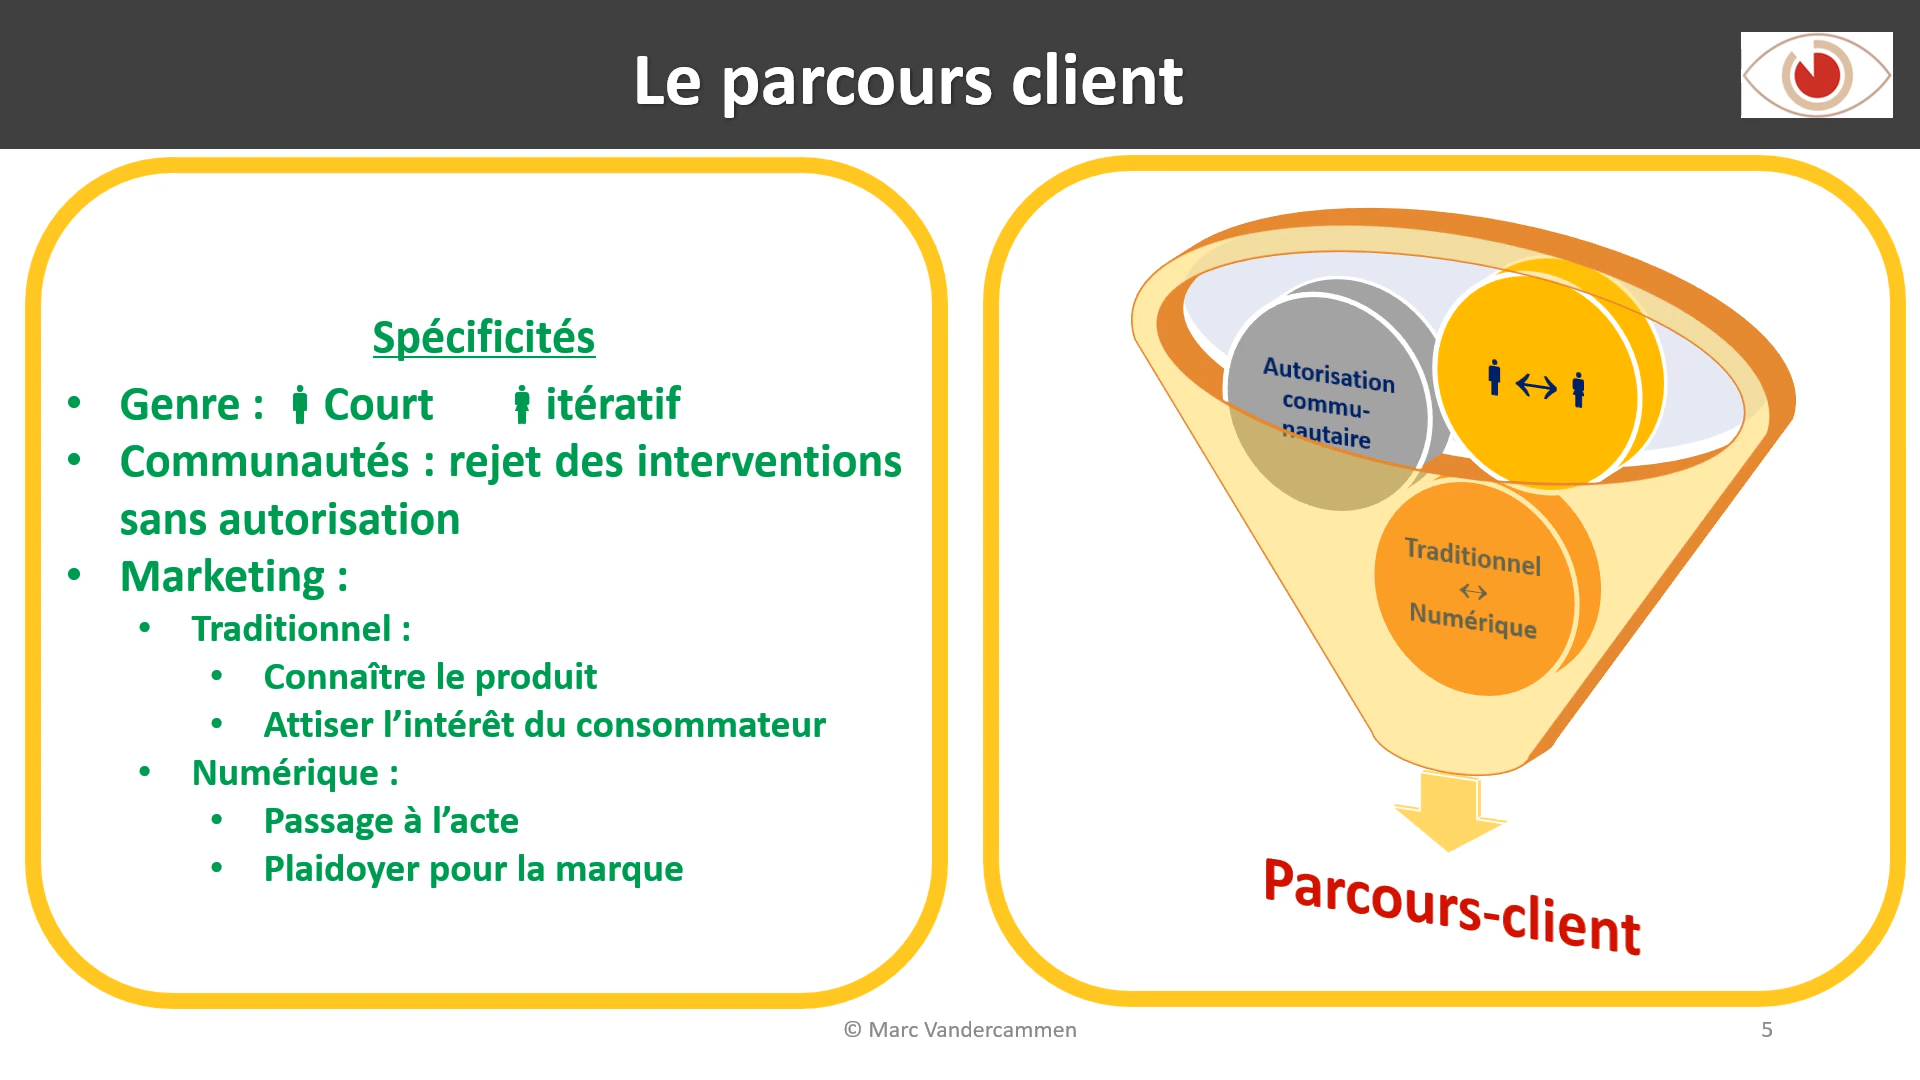 Le parcours client
Spécificités
• Genre : Court itératif
• Communautés : rejet des interventions
sans autorisation
• Marketing :
• Traditionnel :
• Connaître le produit
• Attiser l’intérêt du consommateur
• Numérique :
• Passage à l’acte
• Plaidoyer pour la marque
Autorisation
commu-
nautaire
↔
Traditionnel
↔
Numérique
Parcours-client
© Marc Vandercammen
5